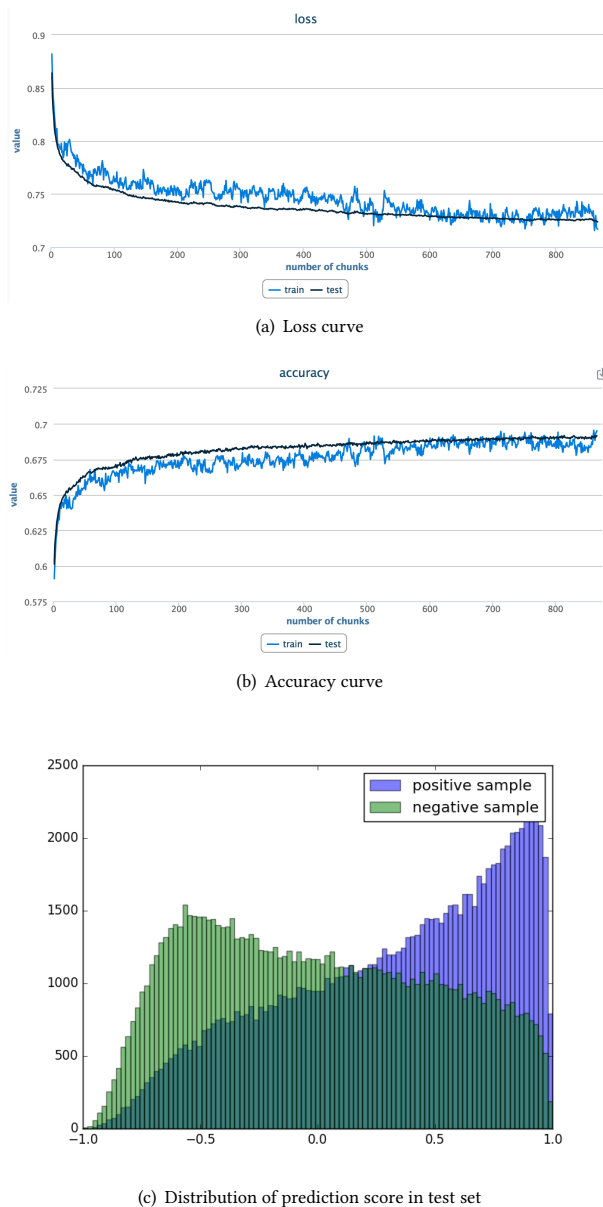 loss
0.9
0.85
0.8
0.75
0.7
value
0 100 200 300 400 500 600 700 800
number of chunks
train test
(a) Loss curve
accuracy
0.725
0.7
0.675
0.65
0.625
0.6
0.575
value
0 100 200 300 400 500 600 700 800
number of chunks
train test
(b) Accuracy curve
2500
2000
1500
1000
500
0
positive sample
negative sample
−1.0 −0.5 0.0 0.5 1.0
(c) Distribution of prediction score in test set